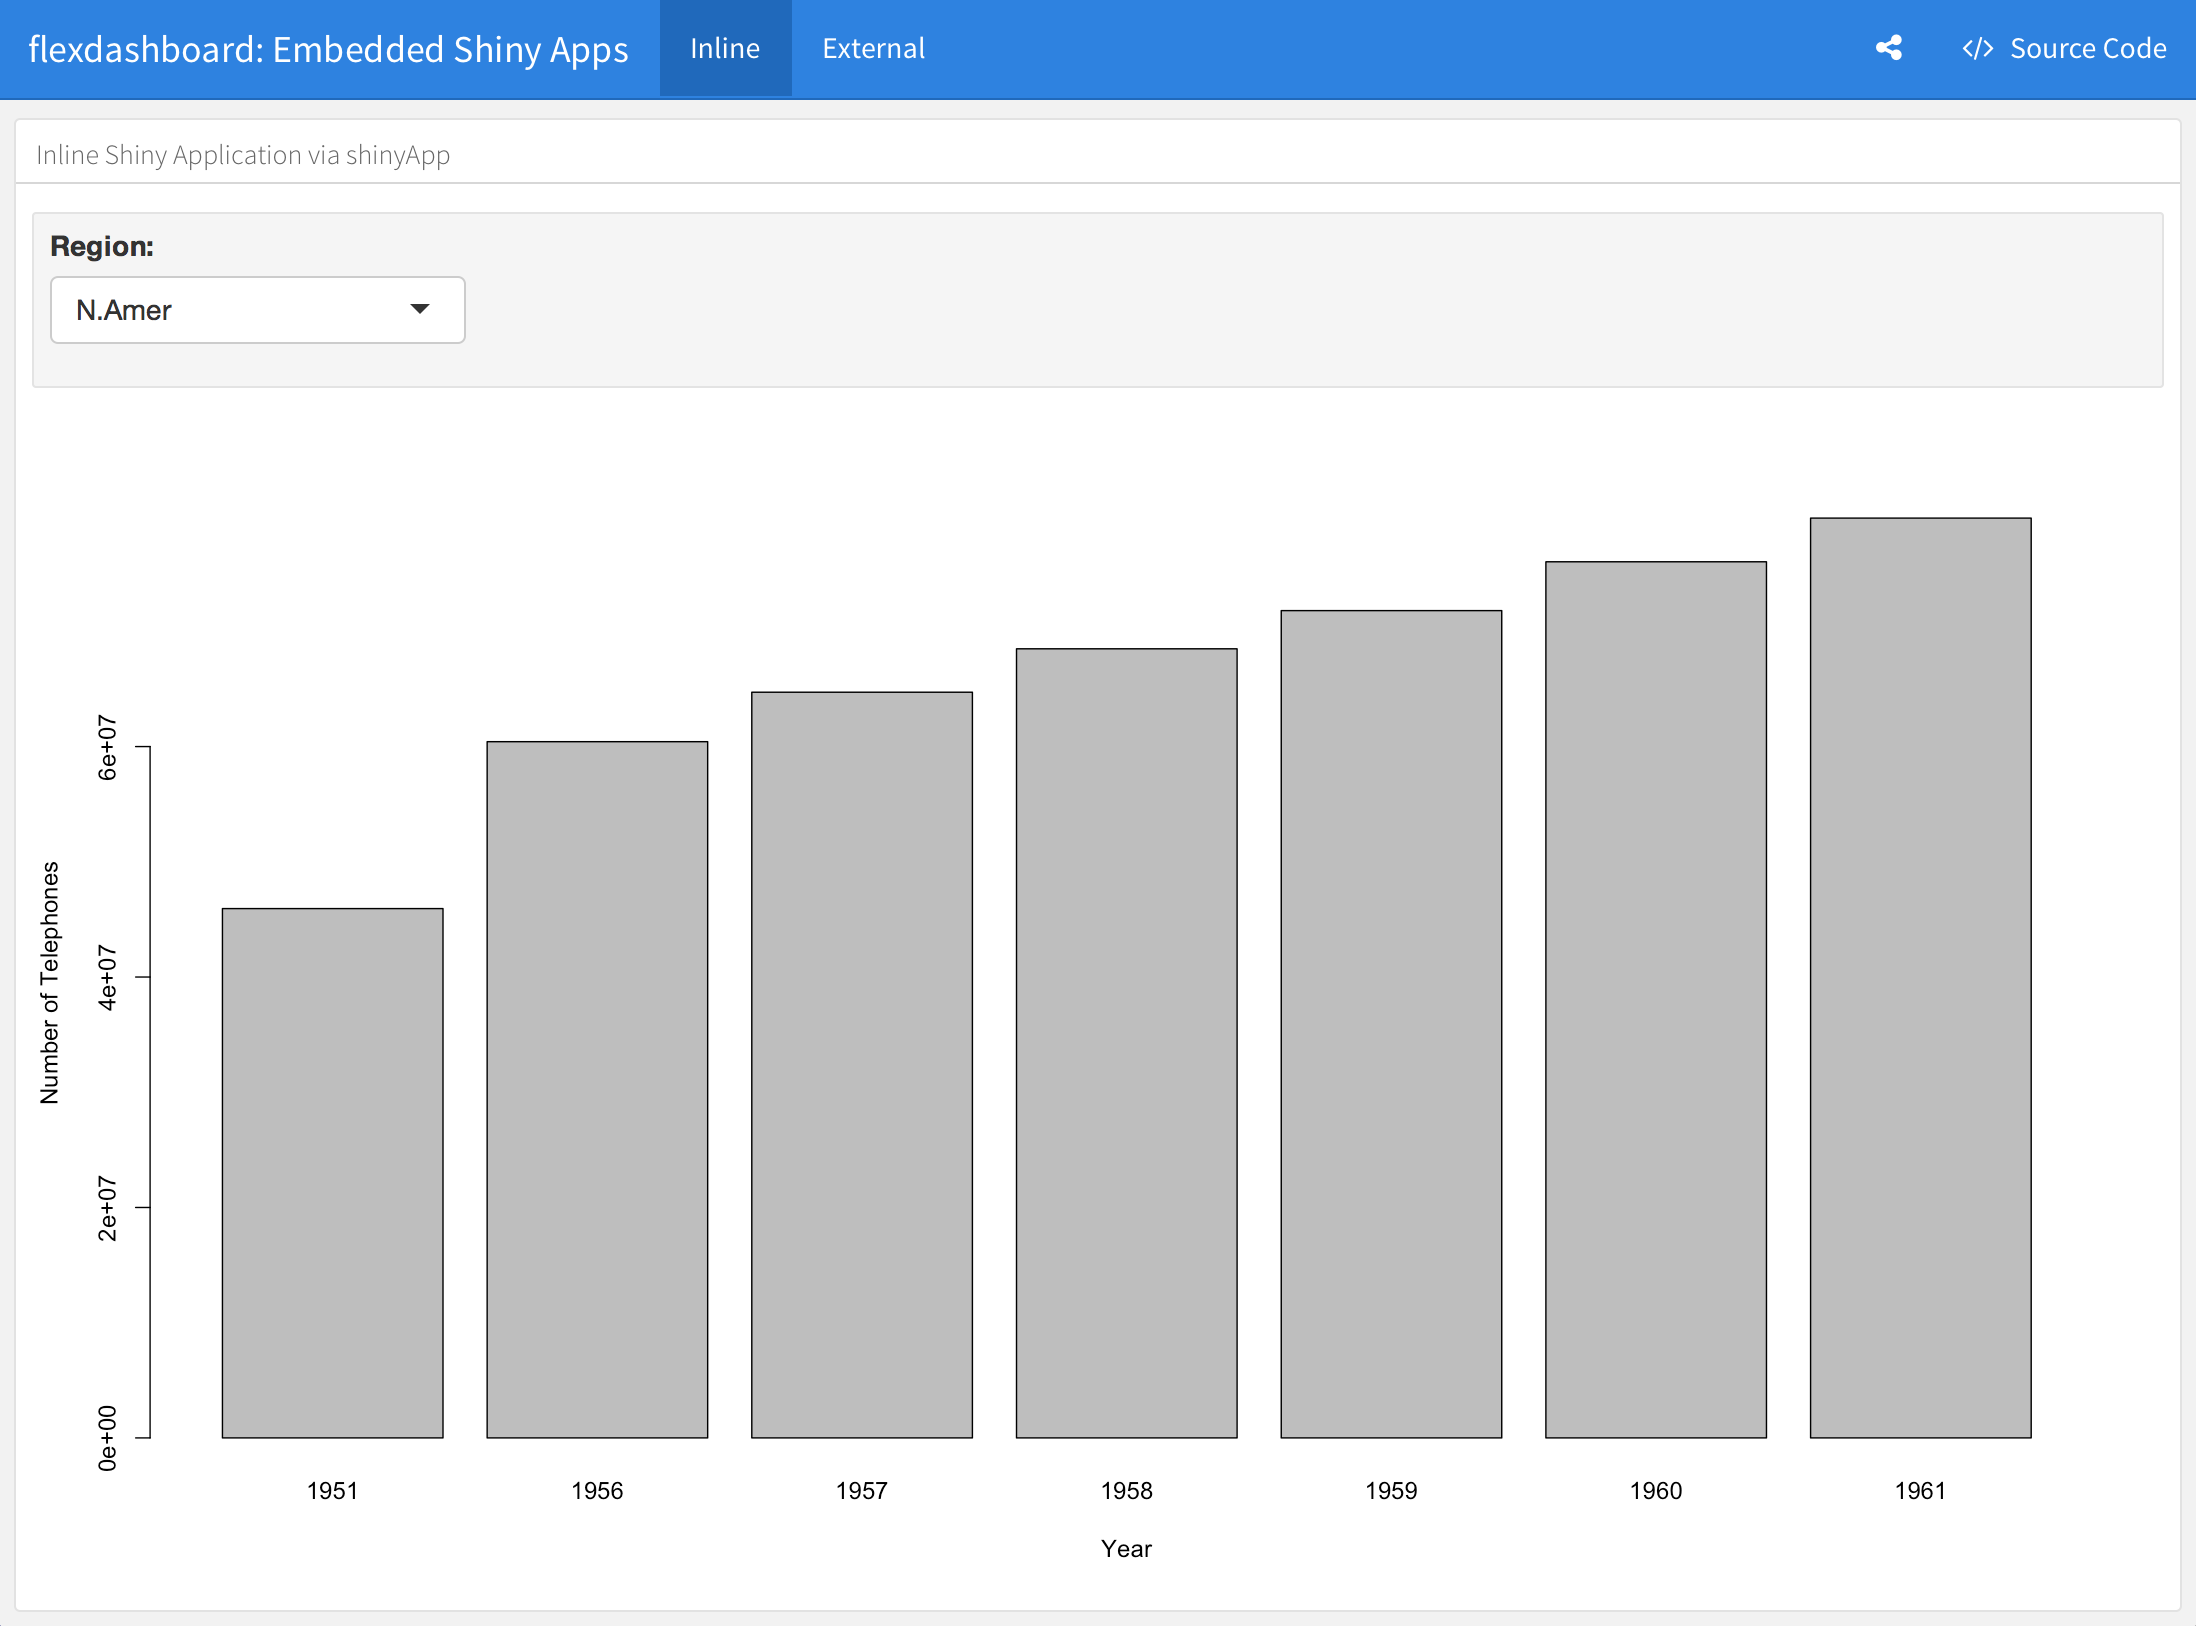 flexdashboard: Embedded Shiny Apps Inline External </> Source Code
Inline Shiny Application via shinyApp
Region:
N.Amer
Number of Telephones
6e+07
4e+07
2e+07
0e+00
1951 1956 1957 1958 1959 1960 1961
Year